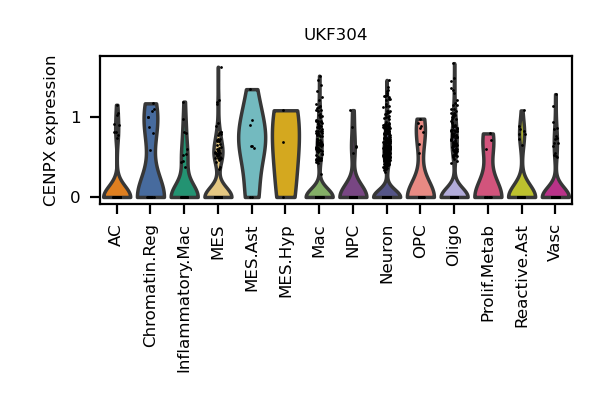 UKF304
CENPX expression
1
0
AC
Chromatin.Reg
Inflammatory.Mac
MES
MES.Ast
MES.Hyp
Mac
NPC
Neuron
OPC
Oligo
Prolif.Metab
Reactive.Ast
Vasc